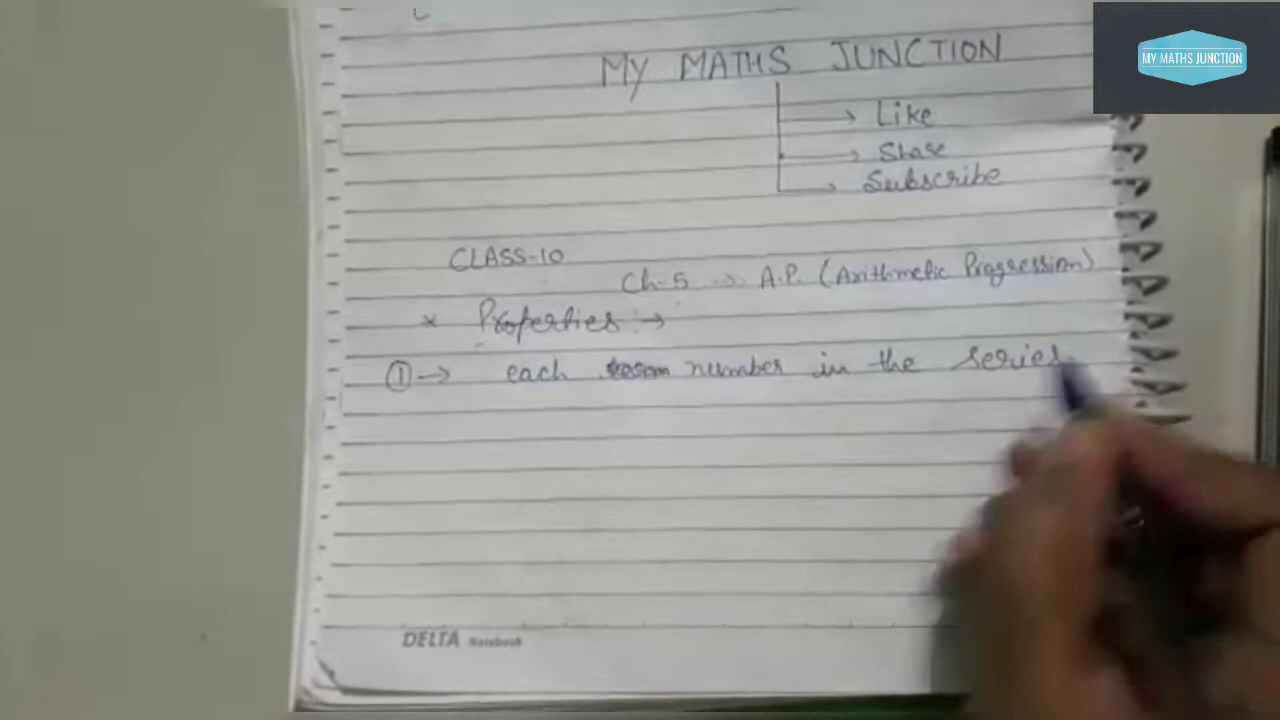 MY MATHS JUNCTION
MY MATHS JUNCTION
Like
Share
Subscribe
CLASS-10
Ch-5 → A.P. (Arithmetic Progression)
* Properties :→
① → each number in the series
DELTA Notebook